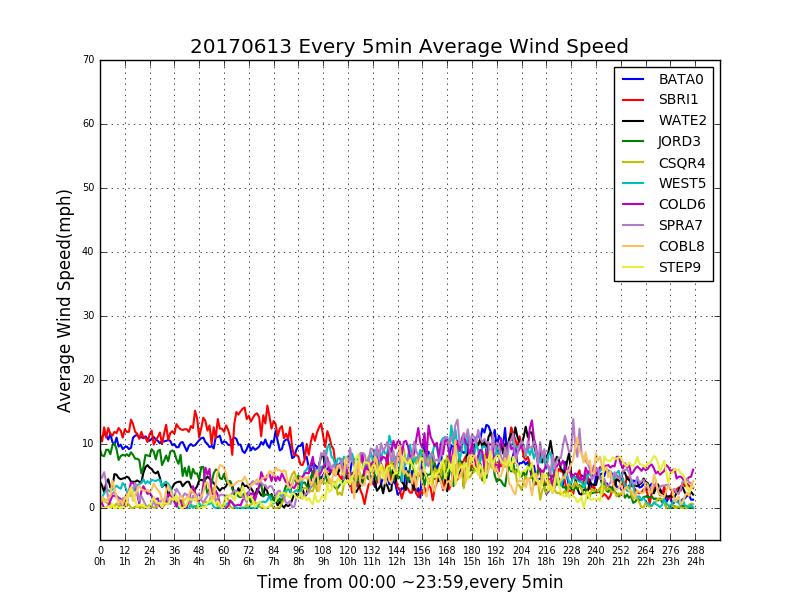 20170613 Every 5min Average Wind Speed
Average Wind Speed(mph)
70
60
50
40
30
20
10
0
BATA0
SBRI1
WATE2
JORD3
CSQR4
WEST5
COLD6
SPRA7
COBL8
STEP9
0 12 24 36 48 60 72 84 96 108 120 132 144 156 168 180 192 204 216 228 240 252 264 276 288
0h 1h 2h 3h 4h 5h 6h 7h 8h 9h 10h 11h 12h 13h 14h 15h 16h 17h 18h 19h 20h 21h 22h 23h 24h
Time from 00:00 ~23:59,every 5min